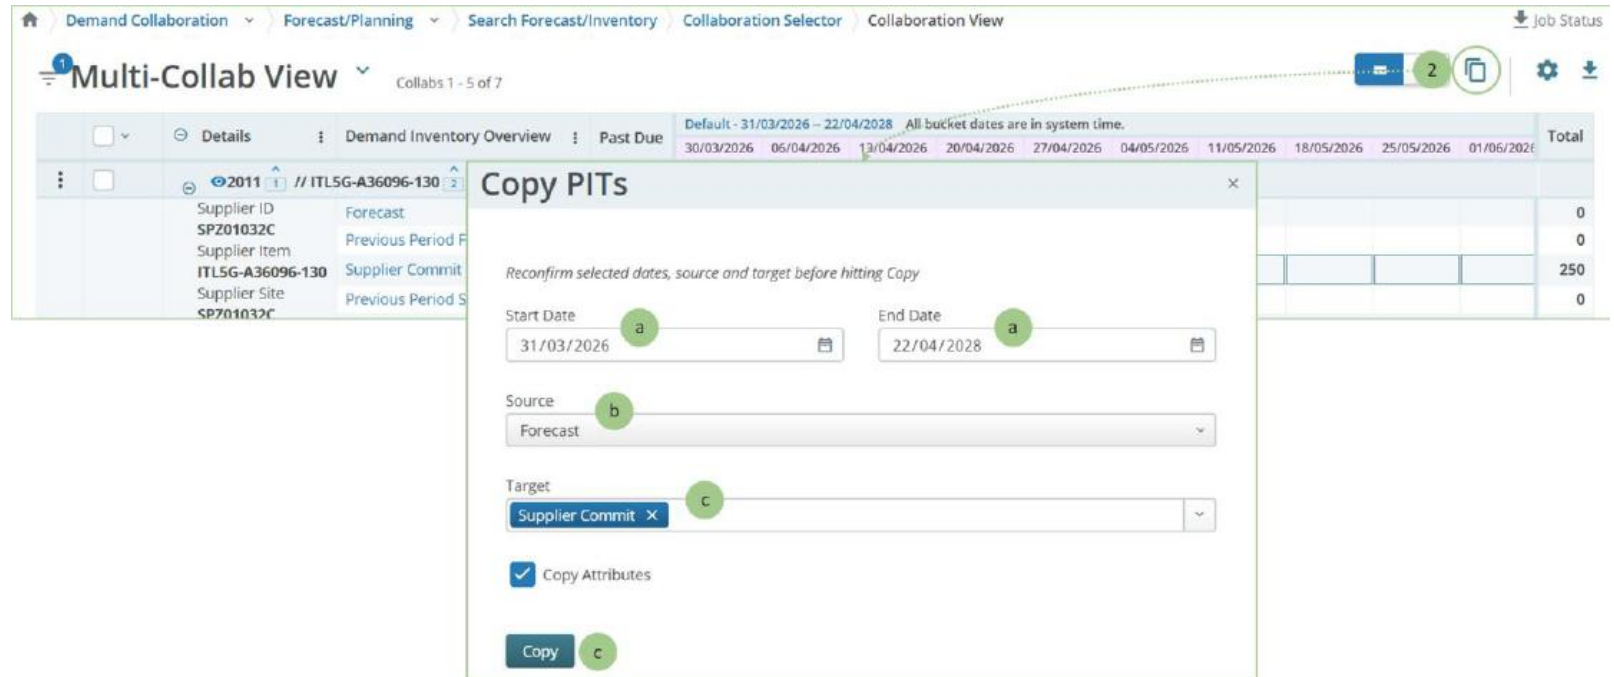 Demand Collaboration Forecast/Planning Search Forecast/Inventory Collaboration Selector Collaboration View Job Status
1
Multi-Collab View Collabs 1 - 5 of 7 2
Default - 31/03/2026 – 22/04/2028 All bucket dates are in system time.
Details Demand Inventory Overview Past Due Total
30/03/2026 06/04/2026 13/04/2026 20/04/2026 27/04/2026 04/05/2026 11/05/2026 18/05/2026 25/05/2026 01/06/2026
2011 1 // ITL5G-A36096-130 2
Supplier ID Forecast 0
SPZ01032C
Previous Period F 0
Supplier Item
ITL5G-A36096-130 Supplier Commit 250
Supplier Site
Previous Period S 0
SPZ01032C
Copy PITs
Reconfirm selected dates, source and target before hitting Copy
Start Date a End Date a
31/03/2026 22/04/2028
Source b
Forecast
Target c
Supplier Commit
Copy Attributes
Copy c